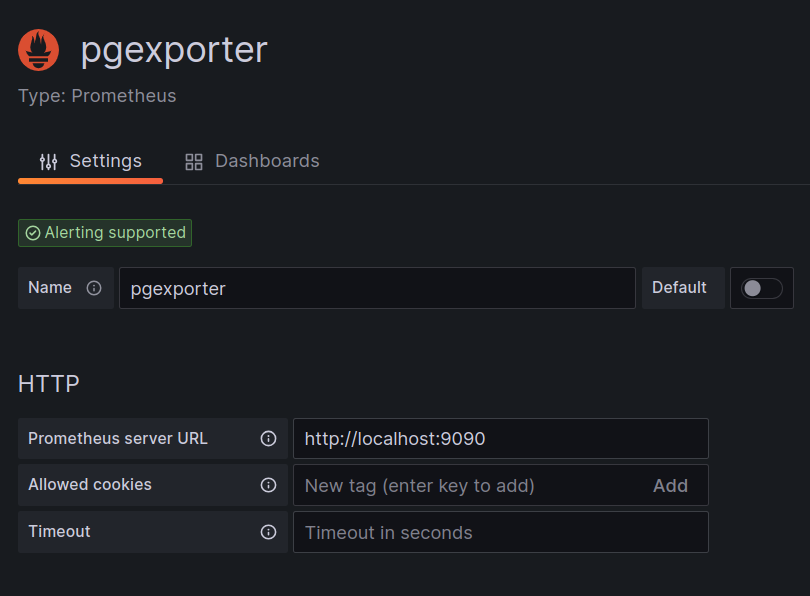 pgexporter
Type: Prometheus
Settings Dashboards
Alerting supported
Name pgexporter Default
HTTP
Prometheus server URL http://localhost:9090
Allowed cookies New tag (enter key to add) Add
Timeout Timeout in seconds